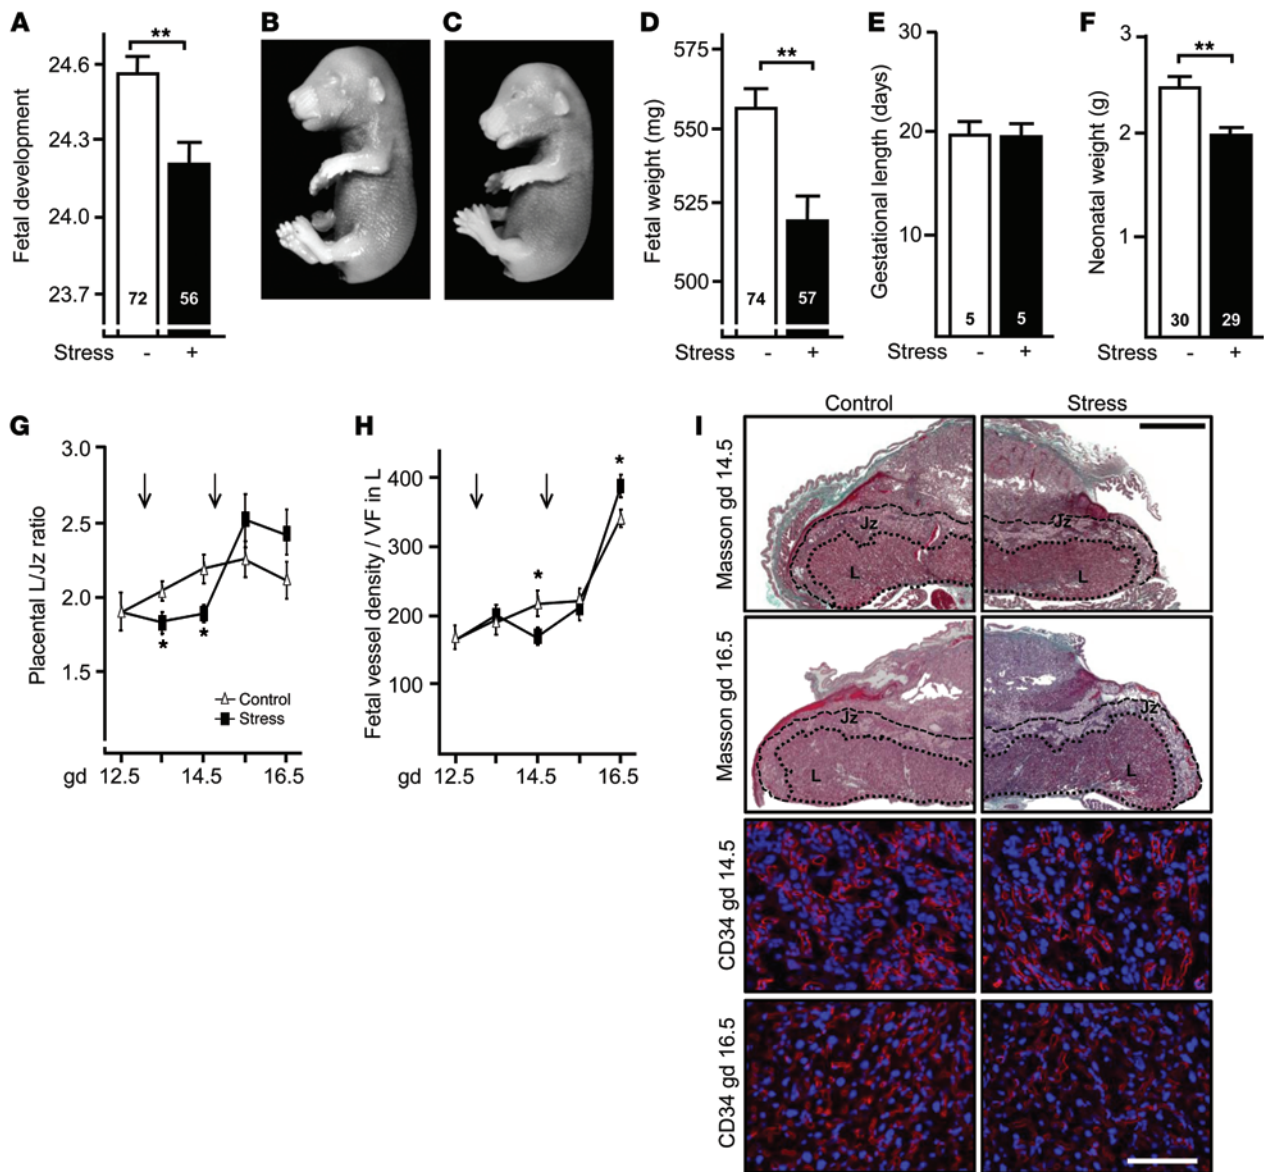 A
Fetal development
24.6
24.3
24.0
23.7
**
72
56
Stress - +
B
C
D
Fetal weight (mg)
575
550
525
500
**
74
57
Stress - +
E
Gestational length (days)
30
20
10
5
5
Stress - +
F
Neonatal weight (g)
3
2
1
**
30
29
Stress - +
G
Placental L/Jz ratio
3.0
2.5
2.0
1.5
*
*
Control
Stress
gd 12.5 14.5 16.5
H
Fetal vessel density / VF in L
400
300
200
100
*
*
gd 12.5 14.5 16.5
I
Control Stress
Masson gd 14.5
Jz
L
Jz
L
Masson gd 16.5
Jz
L
Jz
L
CD34 gd 14.5
CD34 gd 16.5